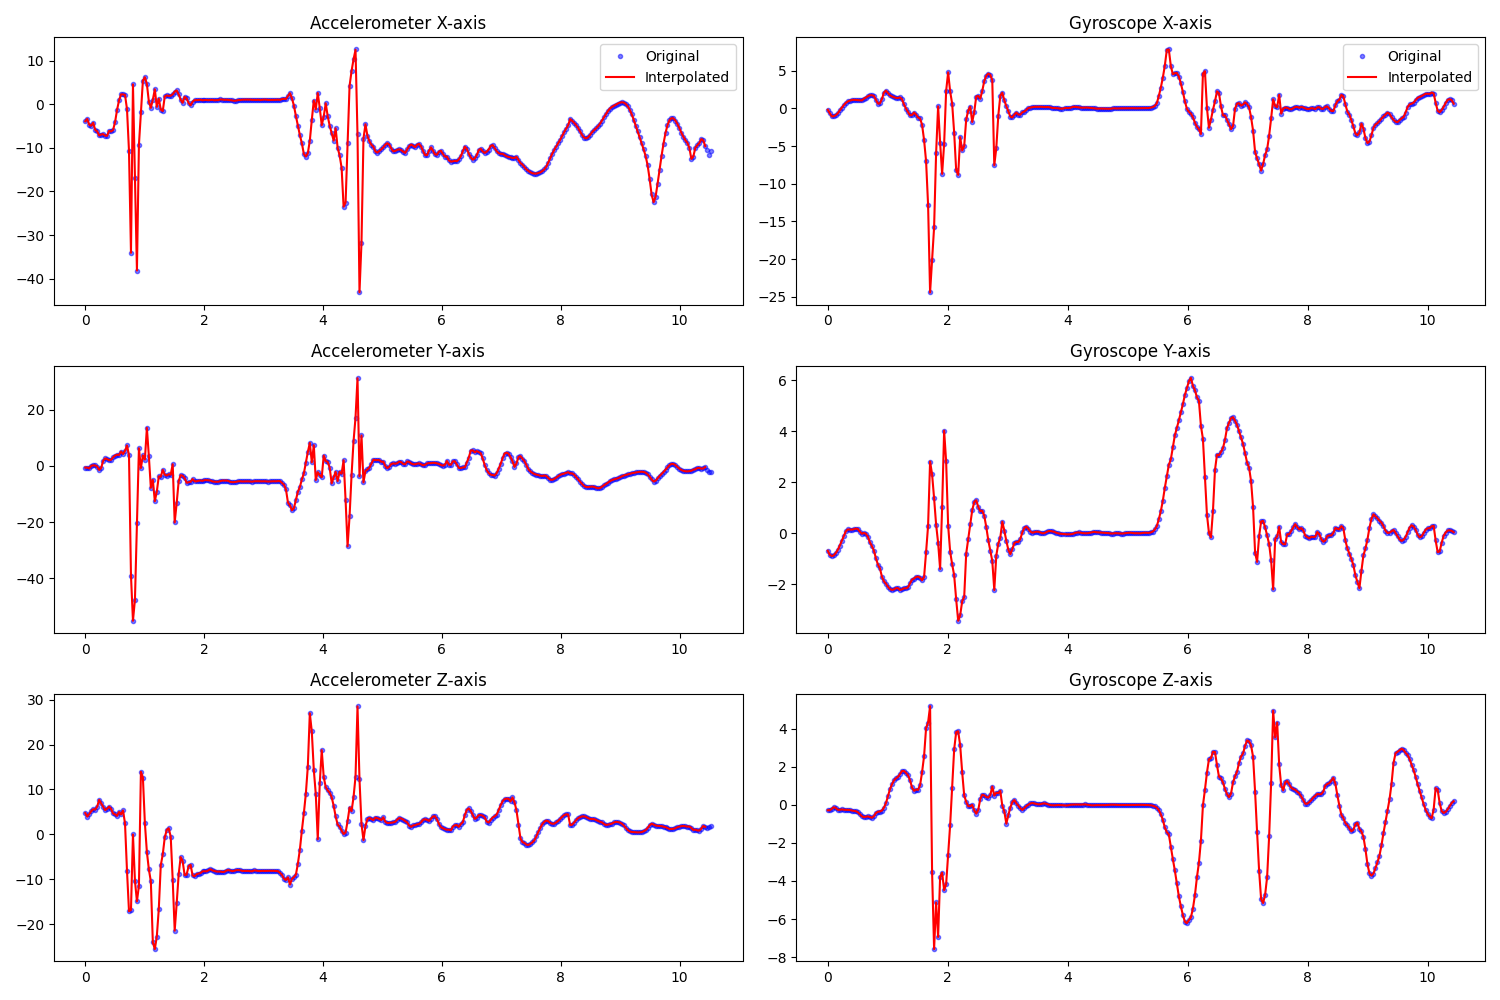 Accelerometer X-axis
10
0
−10
−20
−30
−40
0 2 4 6 8 10
Original
Interpolated
Gyroscope X-axis
5
0
−5
−10
−15
−20
−25
0 2 4 6 8 10
Original
Interpolated
Accelerometer Y-axis
20
0
−20
−40
0 2 4 6 8 10
Gyroscope Y-axis
6
4
2
0
−2
0 2 4 6 8 10
Accelerometer Z-axis
30
20
10
0
−10
−20
0 2 4 6 8 10
Gyroscope Z-axis
4
2
0
−2
−4
−6
−8
0 2 4 6 8 10